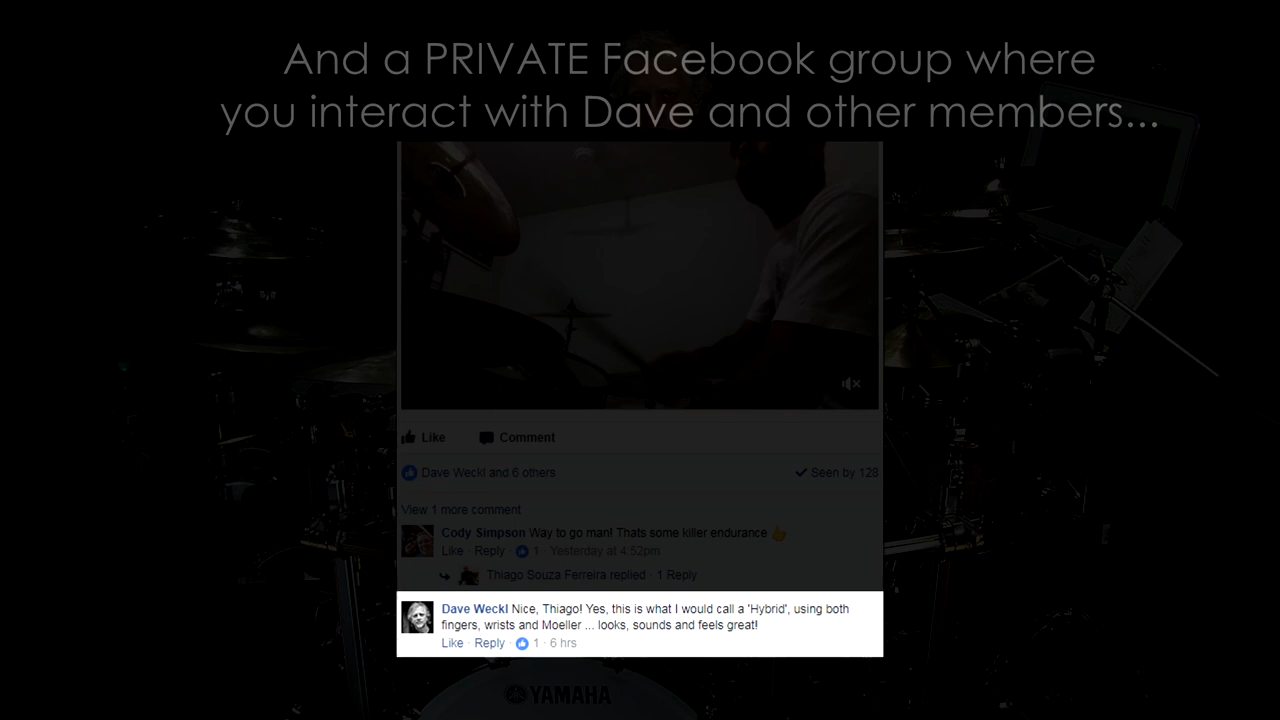 And a PRIVATE Facebook group where
you interact with Dave and other members...
Like Comment
Dave Weckl and 6 others Seen by 128
View 1 more comment
Cody Simpson Way to go man! Thats some killer endurance
Like · Reply · 1 · Yesterday at 4:52pm
Thiago Souza Ferreira replied · 1 Reply
Dave Weckl Nice, Thiago! Yes, this is what I would call a 'Hybrid', using both
fingers, wrists and Moeller ... looks, sounds and feels great!
Like · Reply · 1 · 6 hrs
YAMAHA